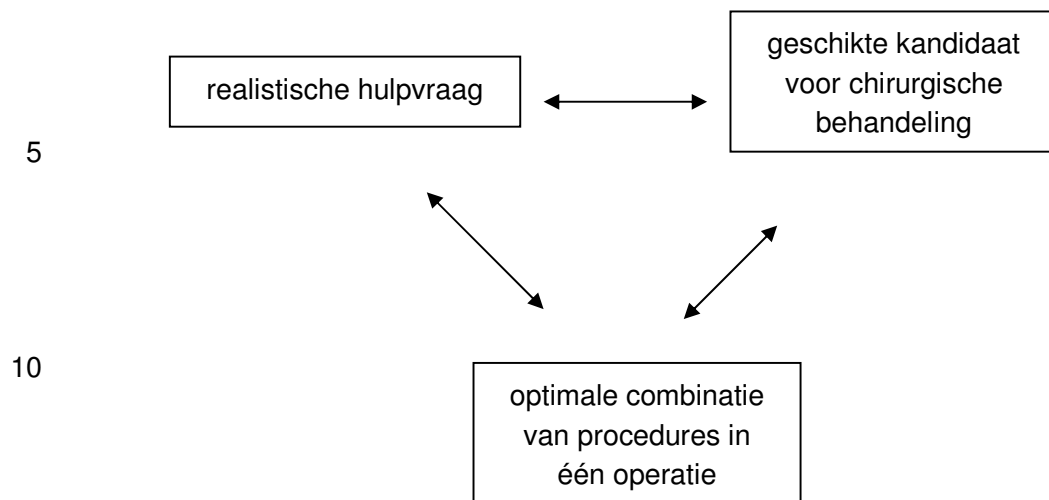 realistische hulpvraag
geschikte kandidaat
voor chirurgische
behandeling
5
10
optimale combinatie
van procedures in
één operatie